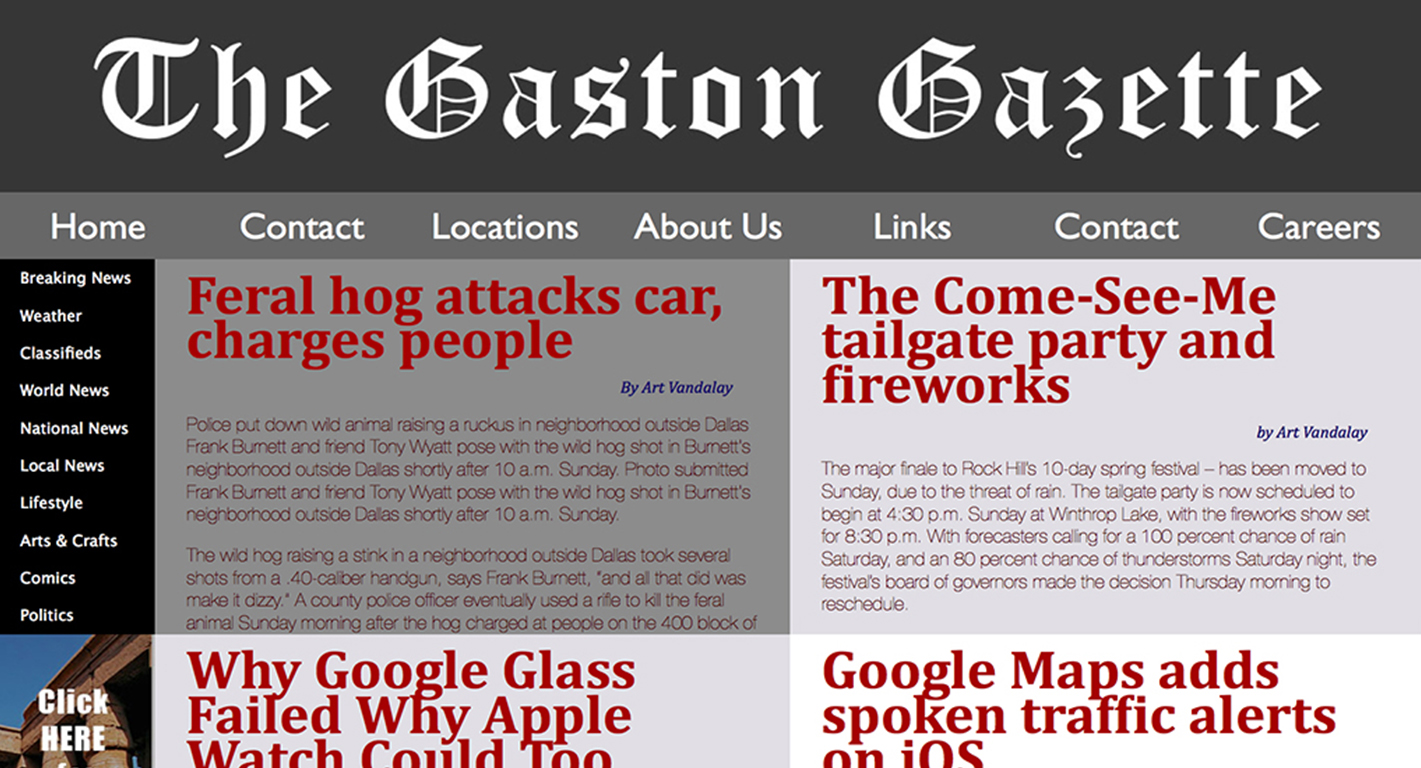 The Gaston Gazette
Home Contact Locations About Us Links Contact Careers
Breaking News
Weather
Classifieds
World News
National News
Local News
Lifestyle
Arts & Crafts
Comics
Politics
Click
HERE
Feral hog attacks car,
charges people
By Art Vandalay
Police put down wild animal raising a ruckus in neighborhood outside Dallas
Frank Burnett and friend Tony Wyatt pose with the wild hog shot in Burnett's
neighborhood outside Dallas shortly after 10 a.m. Sunday. Photo submitted
Frank Burnett and friend Tony Wyatt pose with the wild hog shot in Burnett's
neighborhood outside Dallas shortly after 10 a.m. Sunday.
The wild hog raising a stink in a neighborhood outside Dallas took several
shots from a .40-caliber handgun, says Frank Burnett, "and all that did was
make it dizzy." A county police officer eventually used a rifle to kill the feral
animal Sunday morning after the hog charged at people on the 400 block of
The Come-See-Me
tailgate party and
fireworks
by Art Vandalay
The major finale to Rock Hill's 10-day spring festival – has been moved to
Sunday, due to the threat of rain. The tailgate party is now scheduled to
begin at 4:30 p.m. Sunday at Winthrop Lake, with the fireworks show set
for 8:30 p.m. With forecasters calling for a 100 percent chance of rain
Saturday, and an 80 percent chance of thunderstorms Saturday night, the
festival's board of governors made the decision Thursday morning to
reschedule.
Why Google Glass
Failed Why Apple
Watch Could Too
Google Maps adds
spoken traffic alerts
on iOS